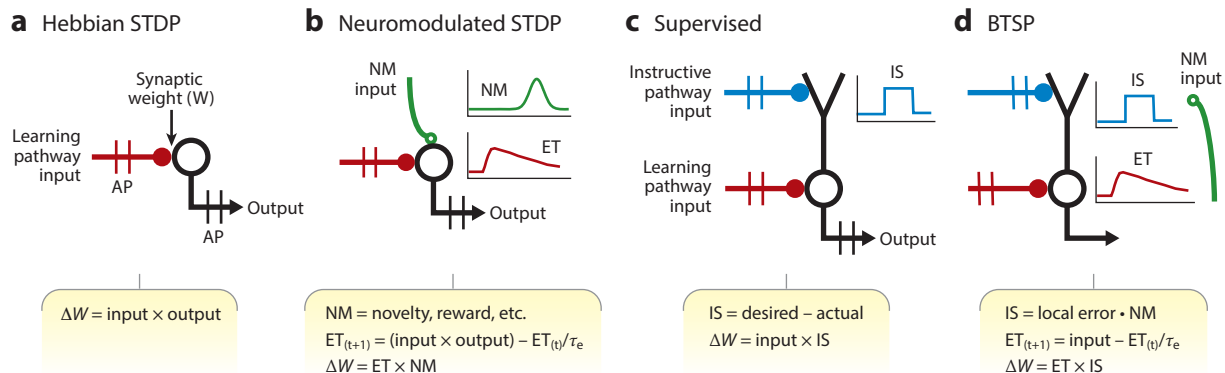 a Hebbian STDP
Synaptic
weight (W)
Learning
pathway
input
AP
Output
AP
ΔW = input × output
b Neuromodulated STDP
NM
input
NM
ET
Output
NM = novelty, reward, etc.
ET(t+1) = (input × output) – ET(t)/τe
ΔW = ET × NM
c Supervised
Instructive
pathway
input
IS
Learning
pathway
input
Output
IS = desired – actual
ΔW = input × IS
d BTSP
IS
NM
input
ET
IS = local error • NM
ET(t+1) = input – ET(t)/τe
ΔW = ET × IS